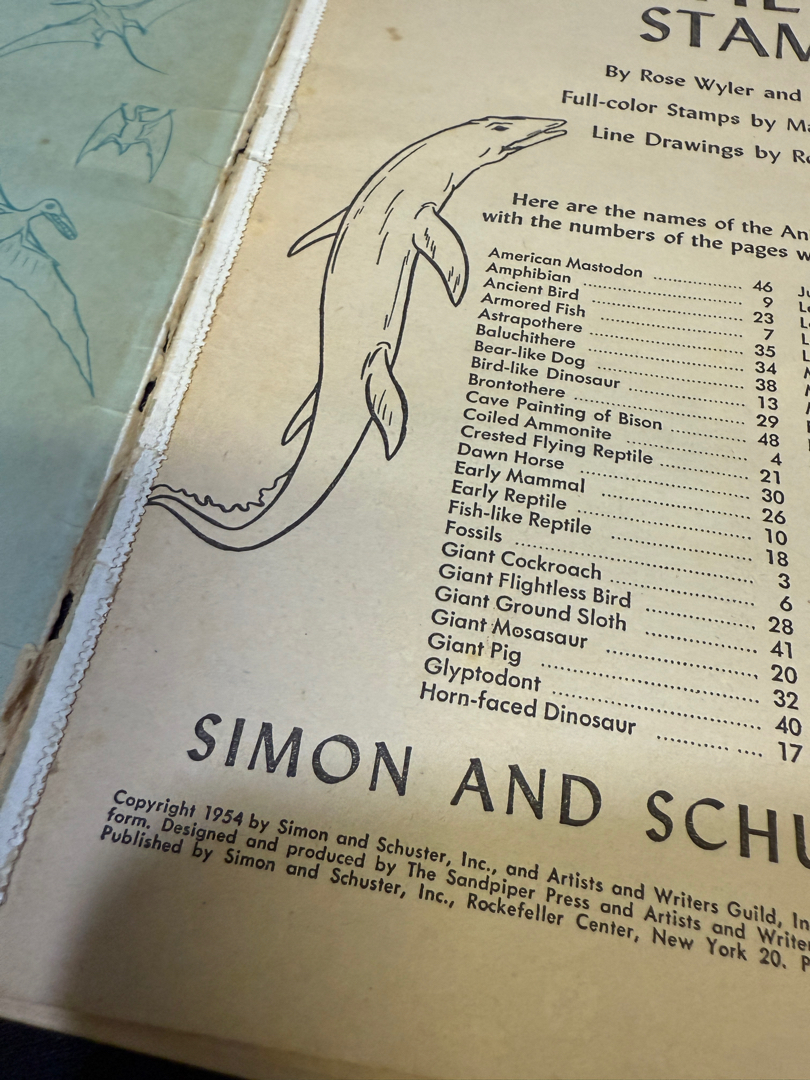 STAM
By Rose Wyler and
Full-color Stamps by Ma
Line Drawings by Ro
Here are the names of the An
with the numbers of the pages w
American Mastodon .................... 46
Amphibian .................... 9
Ancient Bird .................... 23
Armored Fish .................... 7
Astrapothere .................... 35
Baluchithere .................... 34
Bear-like Dog .................... 38
Bird-like Dinosaur .................... 13
Brontothere .................... 29
Cave Painting of Bison .................... 48
Coiled Ammonite .................... 4
Crested Flying Reptile .................... 21
Dawn Horse .................... 30
Early Mammal .................... 26
Early Reptile .................... 10
Fish-like Reptile .................... 18
Fossils .................... 3
Giant Cockroach .................... 6
Giant Flightless Bird .................... 28
Giant Ground Sloth .................... 41
Giant Mosasaur .................... 20
Giant Pig .................... 32
Glyptodont .................... 40
Horn-faced Dinosaur .................... 17
SIMON AND SCHU
Copyright 1954 by Simon and Schuster, Inc., and Artists and Writers Guild, In
form. Designed and produced by The Sandpiper Press and Artists and Writer
Published by Simon and Schuster, Inc., Rockefeller Center, New York 20. P